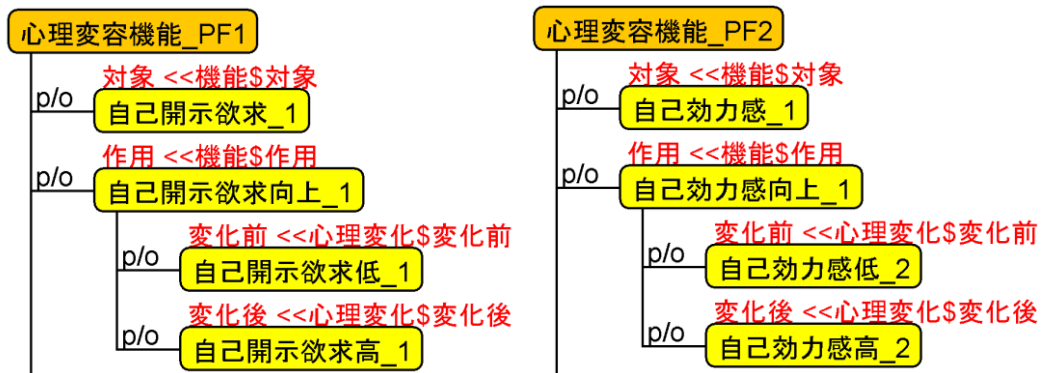 心理変容機能_PF1
対象 <<機能$対象
p/o
自己開示欲求_1
作用 <<機能$作用
p/o
自己開示欲求向上_1
変化前 <<心理変化$変化前
p/o
自己開示欲求低_1
変化後 <<心理変化$変化後
p/o
自己開示欲求高_1
心理変容機能_PF2
対象 <<機能$対象
p/o
自己効力感_1
作用 <<機能$作用
p/o
自己効力感向上_1
変化前 <<心理変化$変化前
p/o
自己効力感低_2
変化後 <<心理変化$変化後
p/o
自己効力感高_2